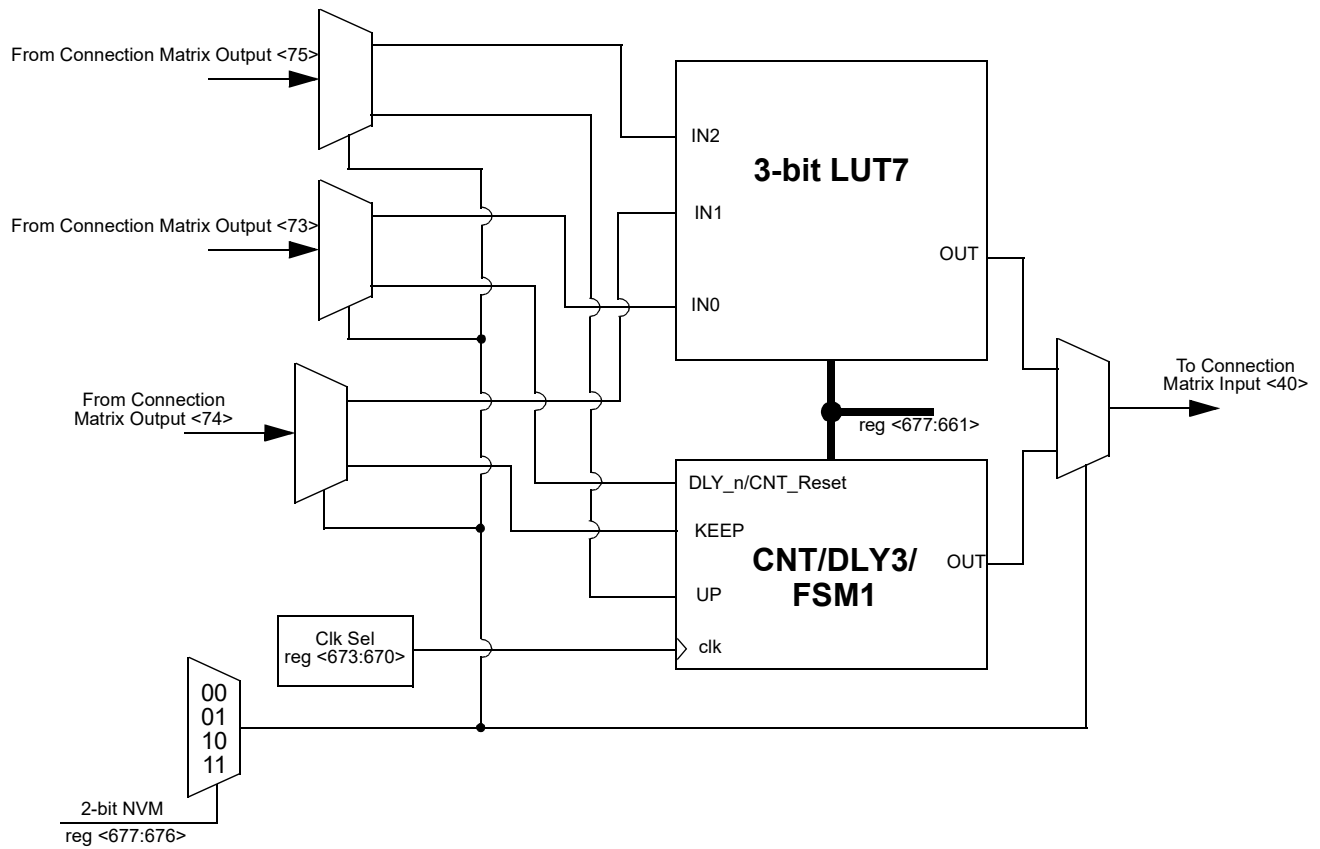 From Connection Matrix Output <75>
IN2
3-bit LUT7
IN1
From Connection Matrix Output <73>
OUT
IN0
To Connection
Matrix Input <40>
From Connection
Matrix Output <74>
reg <677:661>
DLY_n/CNT_Reset
KEEP
CNT/DLY3/
FSM1
OUT
UP
Clk Sel
reg <673:670>
clk
00
01
10
11
2-bit NVM
reg <677:676>